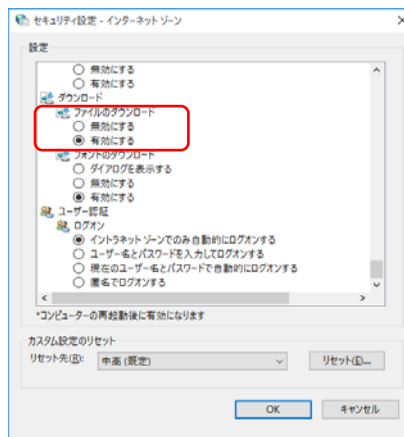 セキュリティ設定 - インターネット ゾーン
設定
無効にする
有効にする
ダウンロード
ファイルのダウンロード
無効にする
有効にする
フォントのダウンロード
ダイアログを表示する
無効にする
有効にする
ユーザー認証
ログオン
イントラネット ゾーンでのみ自動的にログオンする
ユーザー名とパスワードを入力してログオンする
現在のユーザー名とパスワードで自動的にログオンする
匿名でログオンする
*コンピューターの再起動後に有効になります
カスタム設定のリセット
リセット先(R): 中高 (既定) リセット(E)...
OK キャンセル